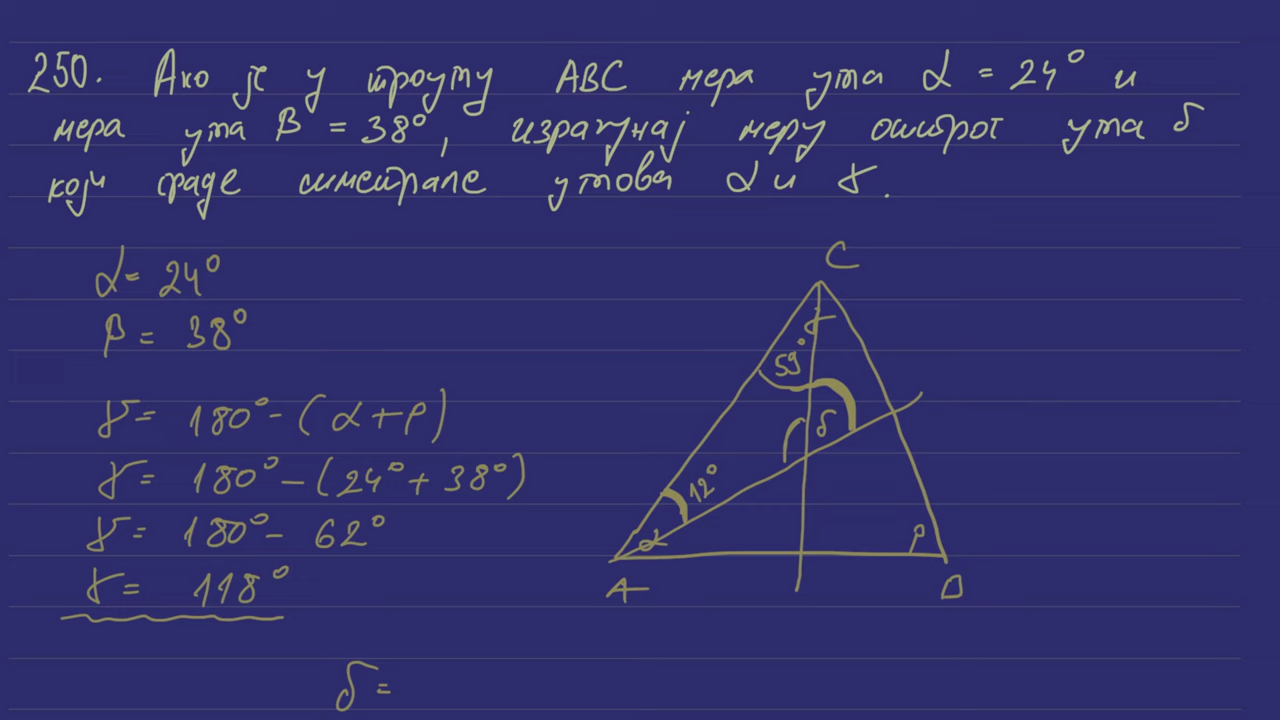 250. Ако је у троуглу ABC мера угла α = 24° и
мера угла β = 38°, израчунај меру оштрог угла δ
који граде симетрале углова α и γ.
α = 24°
β = 38°
γ = 180° - (α + β)
γ = 180° - (24° + 38°)
γ = 180° - 62°
γ = 118°
δ =
C
γ
59°
δ
12°
α
β
A
B